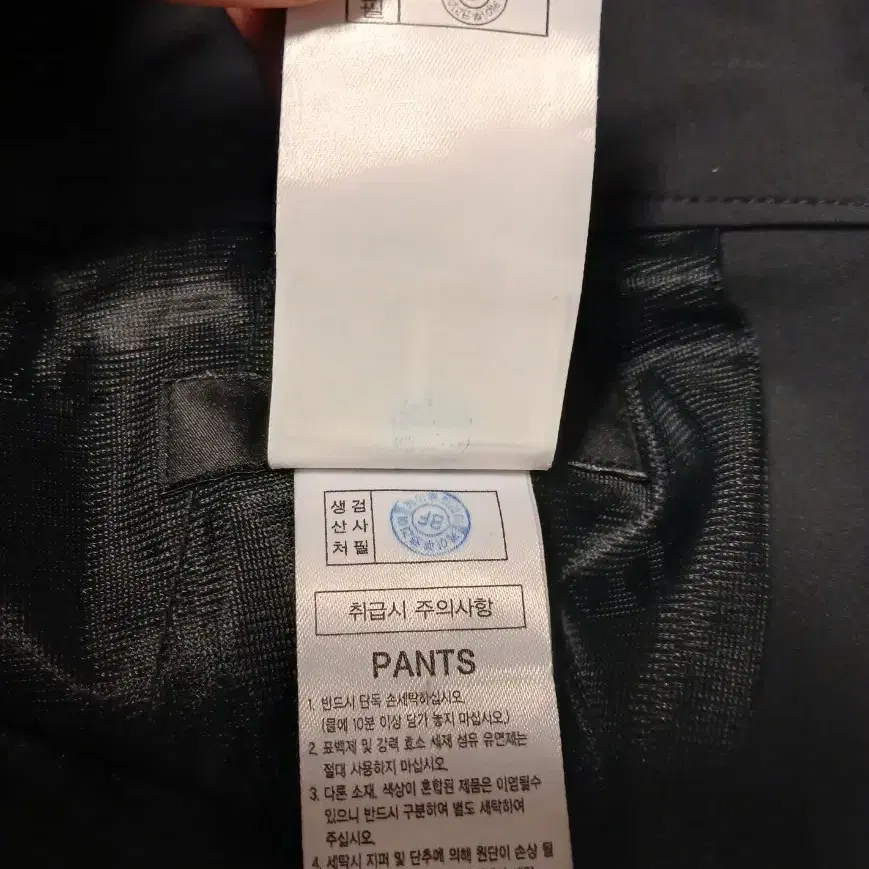 필
생 검
산 사
처 필
BF
취급시 주의사항
PANTS
1. 반드시 단독 손세탁하십시오.
(물에 10분 이상 담가 놓지 마십시오.)
2. 표백제 및 강력 효소 세제 섬유 유연제는
절대 사용하지 마십시오.
3. 다른 소재, 색상이 혼합된 제품은 이염될수
있으니 반드시 구분하여 별도 세탁하여
주십시오.
4. 세탁시 지퍼 및 단추에 의해 원단이 손상 될